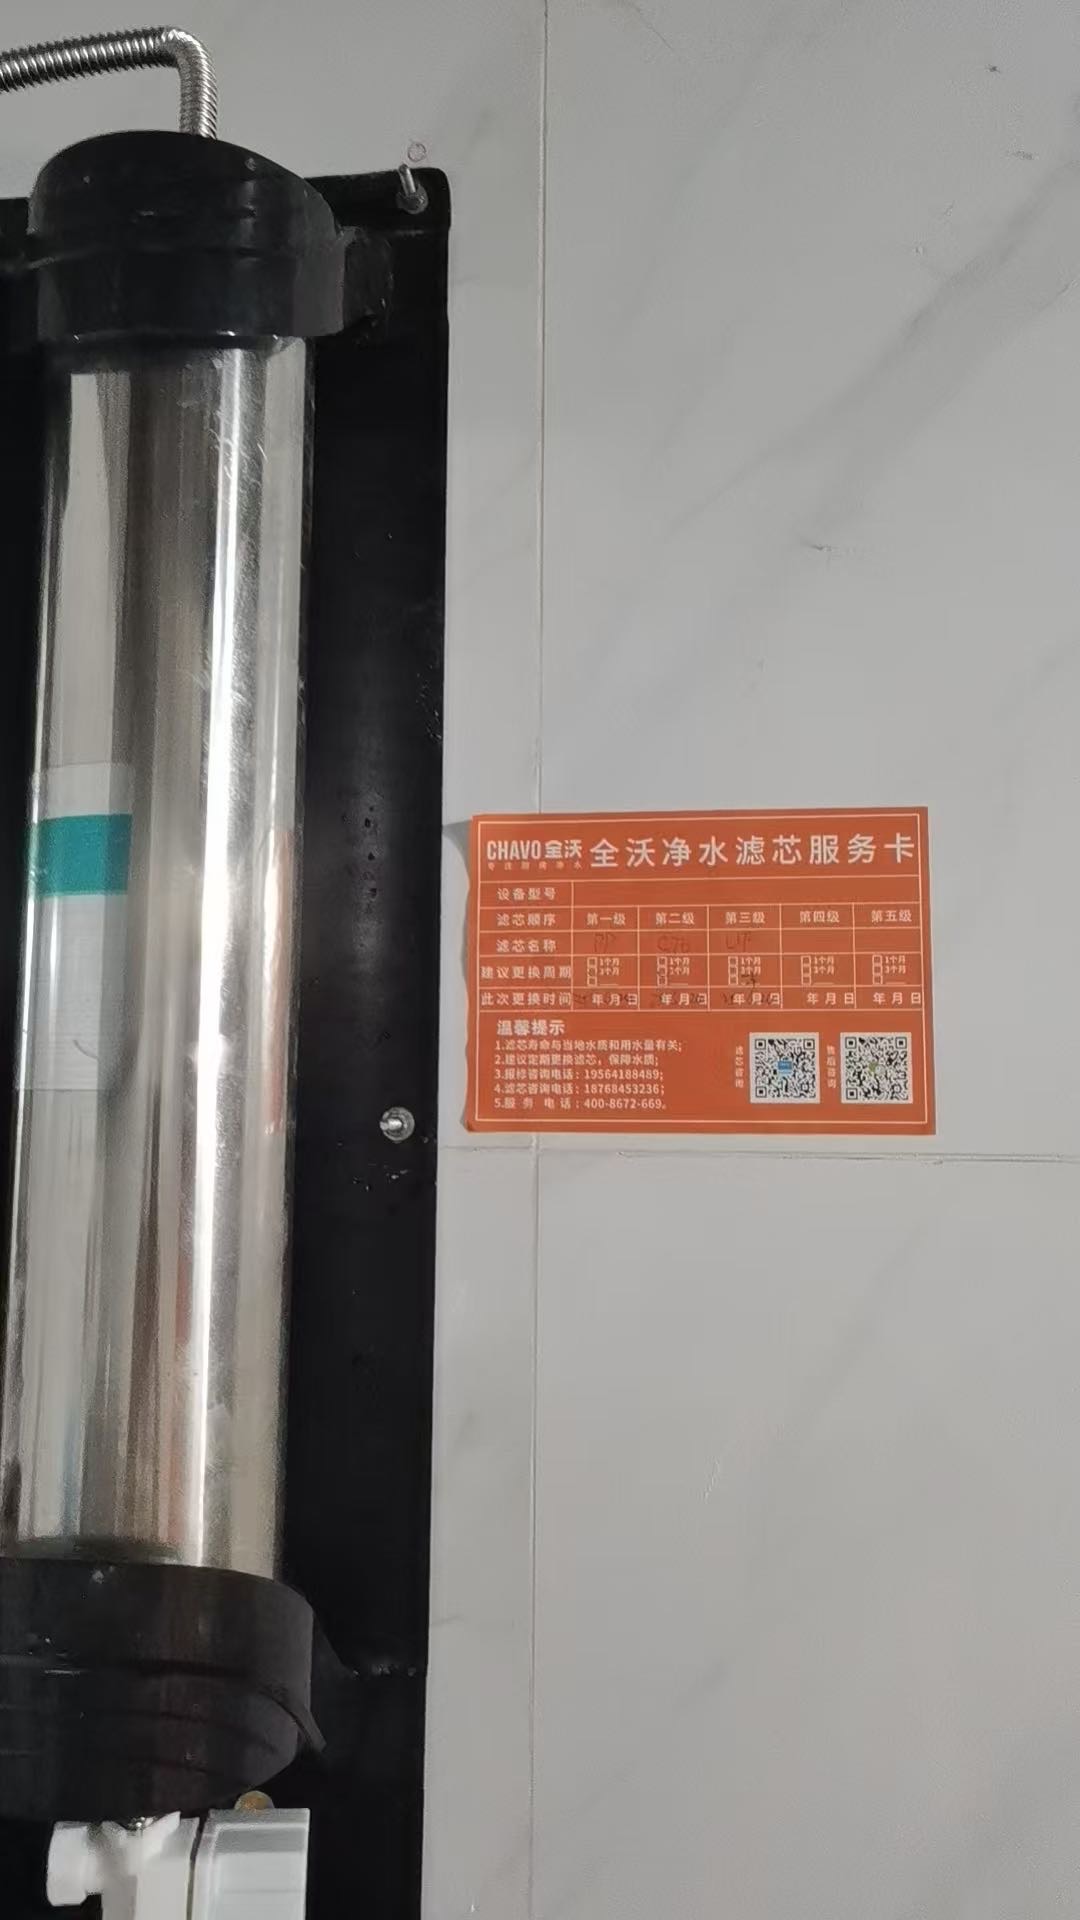 CHAVO 全沃 全沃净水滤芯服务卡
专注厨房净水
设备型号
滤芯顺序 第一级 第二级 第三级 第四级 第五级
滤芯名称 PP
建议更换周期 1个月 1个月 1个月 1个月 1个月
3个月 3个月 3个月 3个月 3个月
此次更换时间 年月日 年月日 年月日 年月日 年月日
温馨提示
1.滤芯寿命与当地水质和用水量有关;
2.建议定期更换滤芯，保障水质;
3.报修咨询电话：19564188489;
4.滤芯咨询电话：18768453236;
5.服务电话：400-8672-669。
滤芯咨询
售后咨询